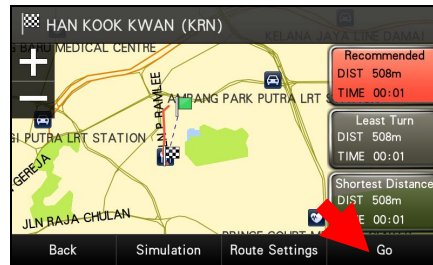 HAN KOOK KWAN (KRN)
KELANA JAYA LINE DAMAI
BARU MEDICAL CENTRE
Recommended
DIST 508m
TIME 00:01
JLN P-RAMLEE
AMPANG PARK PUTRA LRT
Least Turn
DIST 508m
TIME 00:01
GI PUTRA LRT STATION
GEREJA
Shortest Distance
DIST 508m
00:01
JLN RAJA CHULAN
Back
Simulation
Route Settings
Go